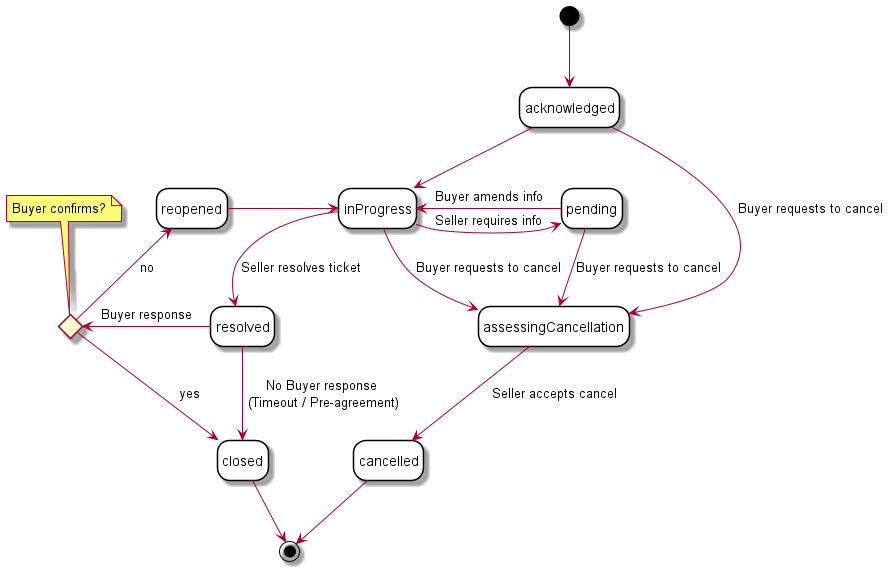 acknowledged
Buyer confirms?
reopened
inProgress
Buyer amends info
Seller requires info
pending
Buyer requests to cancel
no
Seller resolves ticket
Buyer requests to cancel
Buyer requests to cancel
Buyer response
resolved
assessingCancellation
yes
No Buyer response
(Timeout / Pre-agreement)
Seller accepts cancel
closed
cancelled